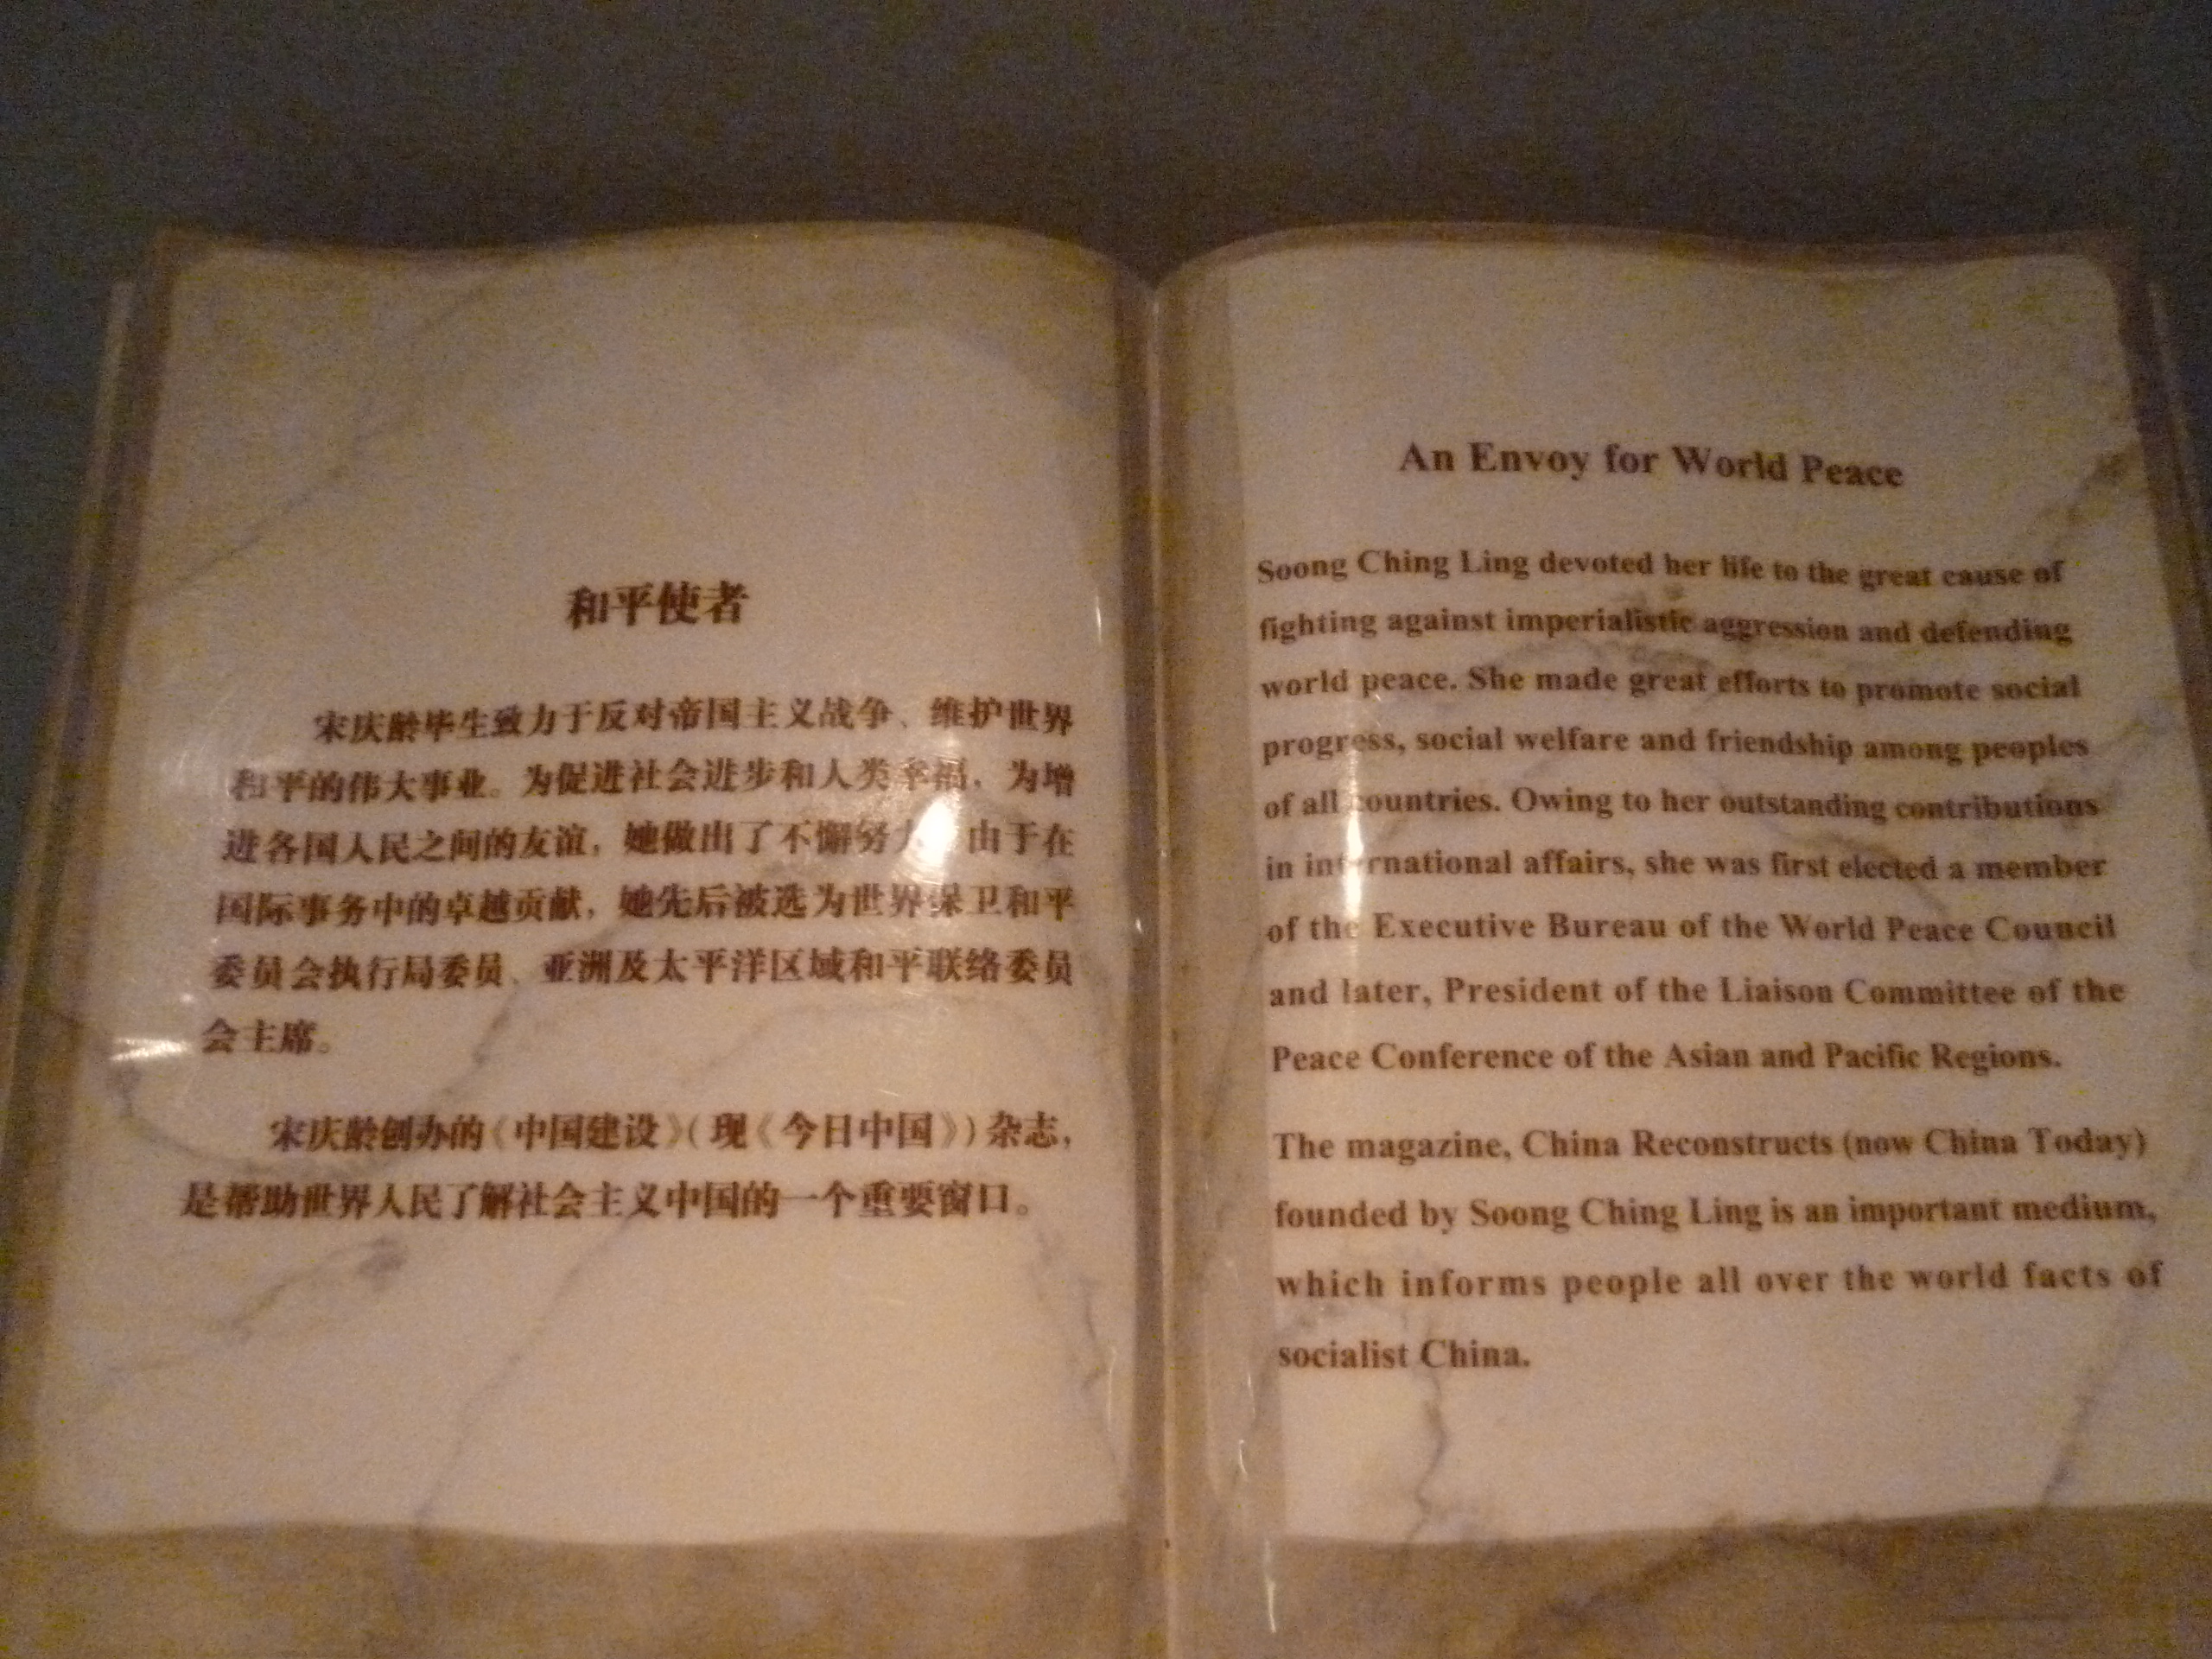 和平使者
宋庆龄毕生致力于反对帝国主义战争、维护世界
和平的伟大事业。为促进社会进步和人类幸福，为增
进各国人民之间的友谊，她做出了不懈努力 由于在
国际事务中的卓越贡献，她先后被选为世界保卫和平
委员会执行局委员、亚洲及太平洋区域和平联络委员
会主席。
宋庆龄创办的《中国建设》（现《今日中国》）杂志，
是帮助世界人民了解社会主义中国的一个重要窗口。
An Envoy for World Peace
Soong Ching Ling devoted her life to the great cause of
fighting against imperialistic aggression and defending
world peace. She made great efforts to promote social
progress, social welfare and friendship among peoples
of all countries. Owing to her outstanding contributions
in international affairs, she was first elected a member
of the Executive Bureau of the World Peace Council
and later, President of the Liaison Committee of the
Peace Conference of the Asian and Pacific Regions.
The magazine, China Reconstructs (now China Today)
founded by Soong Ching Ling is an important medium,
which informs people all over the world facts of
socialist China.